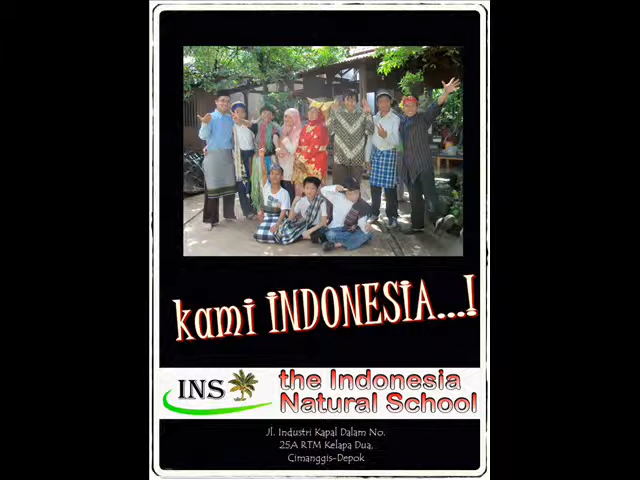 kami INDONESIA...!
INS
the Indonesia
Natural School
Jl. Industri Kapal Dalam No.
25A RTM Kelapa Dua,
Cimanggis-Depok